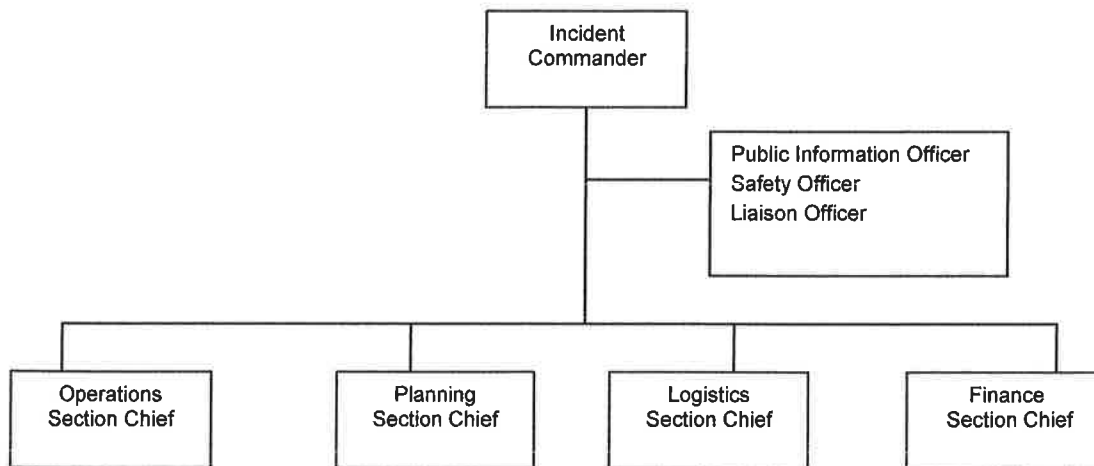 Incident
Commander
Public Information Officer
Safety Officer
Liaison Officer
Operations
Section Chief
Planning
Section Chief
Logistics
Section Chief
Finance
Section Chief